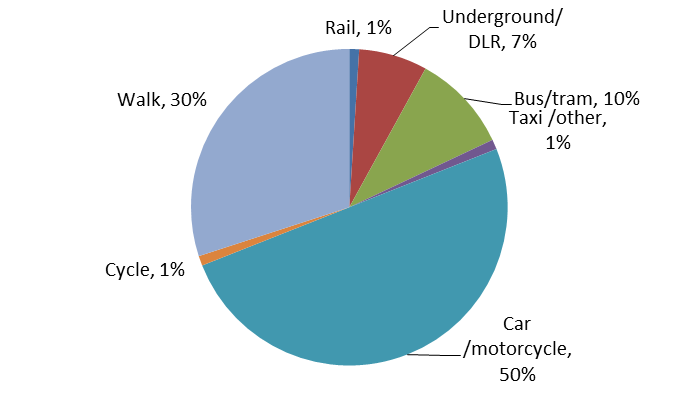 Rail, 1%
Underground/
DLR, 7%
Bus/tram, 10%
Taxi /other,
1%
Car
/motorcycle,
50%
Cycle, 1%
Walk, 30%